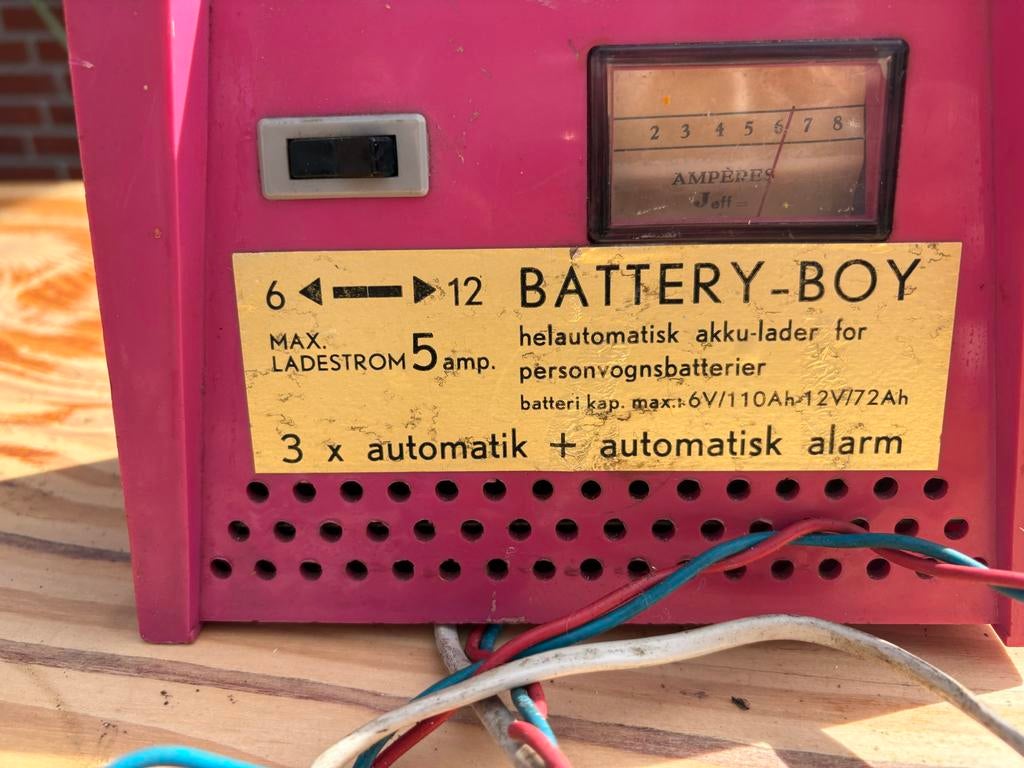 2 3 4 5 6 7 8
AMPÈRES
Jeff =
6 12 BATTERY-BOY
MAX.
LADESTRØM 5 amp.
helautomatisk akku-lader for
personvognsbatterier
batteri kap. max.: 6V/110Ah-12V/72Ah
3 x automatik + automatisk alarm